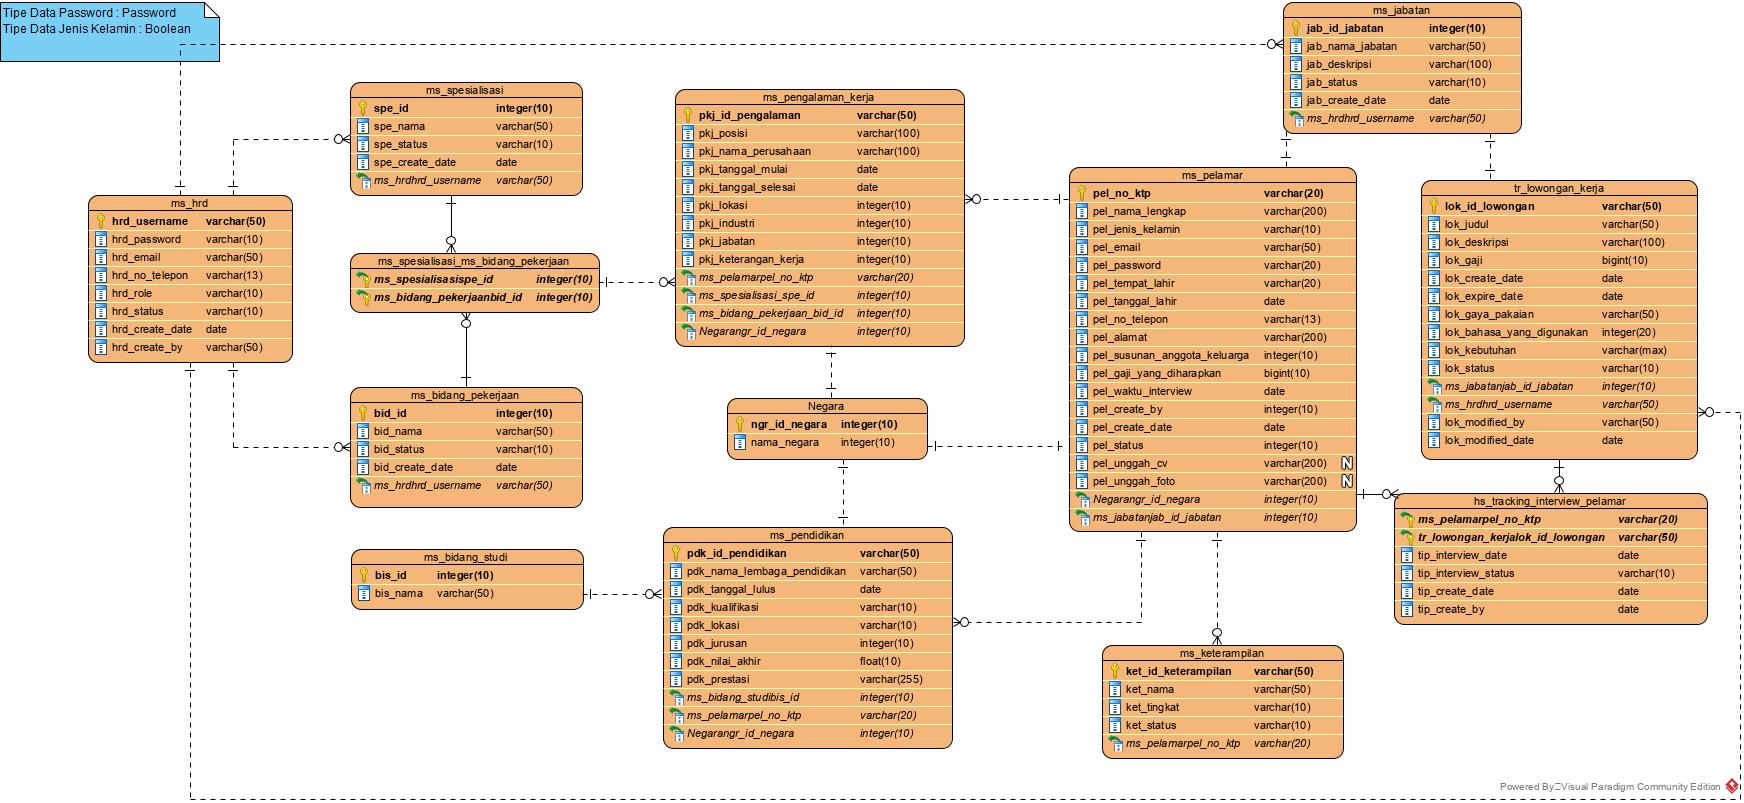 Tipe Data Password : Password
Tipe Data Jenis Kelamin : Boolean
ms_jabatan
jab_id_jabatan integer(10)
jab_nama_jabatan varchar(50)
jab_deskripsi varchar(100)
jab_status varchar(10)
jab_create_date date
ms_hrdhrd_username varchar(50)
ms_spesialisasi
spe_id integer(10)
spe_nama varchar(50)
spe_status varchar(10)
spe_create_date date
ms_hrdhrd_username varchar(50)
ms_pengalaman_kerja
pkj_id_pengalaman varchar(50)
pkj_posisi varchar(100)
pkj_nama_perusahaan varchar(100)
pkj_tanggal_mulai date
pkj_tanggal_selesai date
pkj_lokasi integer(10)
pkj_industri integer(10)
pkj_jabatan integer(10)
pkj_keterangan_kerja integer(10)
ms_pelamarpel_no_ktp varchar(20)
ms_spesialisasi_spe_id integer(10)
ms_bidang_pekerjaan_bid_id integer(10)
Negarangr_id_negara integer(10)
ms_pelamar
pel_no_ktp varchar(20)
pel_nama_lengkap varchar(200)
pel_jenis_kelamin varchar(10)
pel_email varchar(50)
pel_password varchar(20)
pel_tempat_lahir varchar(20)
pel_tanggal_lahir date
pel_no_telepon varchar(13)
pel_alamat varchar(200)
pel_susunan_anggota_keluarga integer(10)
pel_gaji_yang_diharapkan bigint(10)
pel_waktu_interview date
pel_create_by integer(10)
pel_create_date date
pel_status integer(10)
pel_unggah_cv varchar(200) N
pel_unggah_foto varchar(200) N
Negarangr_id_negara integer(10)
ms_jabatanjab_id_jabatan integer(10)
tr_lowongan_kerja
lok_id_lowongan varchar(50)
lok_judul varchar(50)
lok_deskripsi varchar(100)
lok_gaji bigint(10)
lok_create_date date
lok_expire_date date
lok_gaya_pakaian varchar(50)
lok_bahasa_yang_digunakan integer(20)
lok_kebutuhan varchar(max)
lok_status varchar(10)
ms_jabatanjab_id_jabatan integer(10)
ms_hrdhrd_username varchar(50)
lok_modified_by varchar(50)
lok_modified_date date
ms_hrd
hrd_username varchar(50)
hrd_password varchar(10)
hrd_email varchar(50)
hrd_no_telepon varchar(13)
hrd_role varchar(10)
hrd_status varchar(10)
hrd_create_date date
hrd_create_by varchar(50)
ms_spesialisasi_ms_bidang_pekerjaan
ms_spesialisasispe_id integer(10)
ms_bidang_pekerjaanbid_id integer(10)
ms_bidang_pekerjaan
bid_id integer(10)
bid_nama varchar(50)
bid_status varchar(10)
bid_create_date date
ms_hrdhrd_username varchar(50)
Negara
ngr_id_negara integer(10)
nama_negara integer(10)
hs_tracking_interview_pelamar
ms_pelamarpel_no_ktp varchar(20)
tr_lowongan_kerjalok_id_lowongan varchar(50)
tip_interview_date date
tip_interview_status varchar(10)
tip_create_date date
tip_create_by date
ms_bidang_studi
bis_id integer(10)
bis_nama varchar(50)
ms_pendidikan
pdk_id_pendidikan varchar(50)
pdk_nama_lembaga_pendidikan varchar(50)
pdk_tanggal_lulus date
pdk_kualifikasi varchar(10)
pdk_lokasi varchar(10)
pdk_jurusan integer(10)
pdk_nilai_akhir float(10)
pdk_prestasi varchar(255)
ms_bidang_studibis_id integer(10)
ms_pelamarpel_no_ktp varchar(20)
Negarangr_id_negara integer(10)
ms_keterampilan
ket_id_keterampilan varchar(50)
ket_nama varchar(50)
ket_tingkat varchar(10)
ket_status varchar(10)
ms_pelamarpel_no_ktp varchar(20)
Powered By Visual Paradigm Community Edition